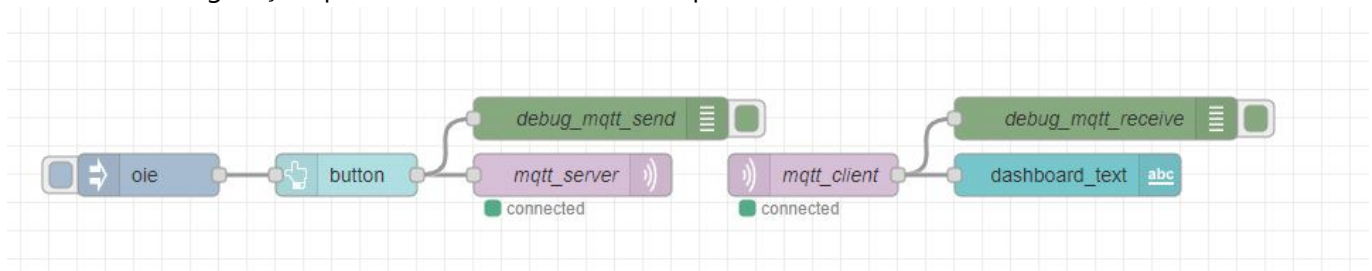 debug_mqtt_send
debug_mqtt_receive
oie
button
mqtt_server
mqtt_client
dashboard_text
abc
connected
connected